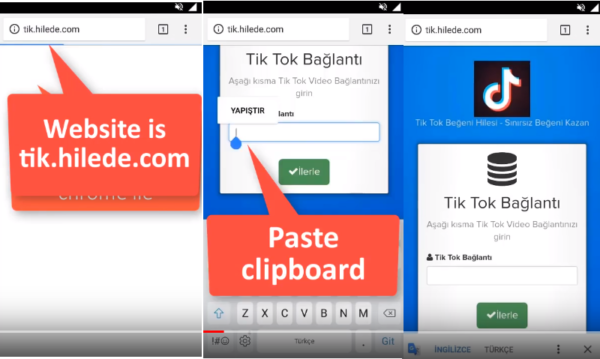 tik.hilede.com
1
Website is
tik.hilede.com
chrome ile
tik.hilede.com
1
Tik Tok Bağlantı
Aşağı kısma Tik Tok Video Bağlantınızı
girin
YAPIŞTIR
lantı
İlerle
Paste
clipboard
Z X C V B N M
!#
Türkçe
.
Git
tik.hilede.com
1
Tik Tok Beğeni Hilesi - Sınırsız Beğeni Kazan
Tik Tok Bağlantı
Aşağı kısma Tik Tok Video Bağlantınızı
girin
Tik Tok Bağlantı
İlerle
İNGİLİZCE TÜRKÇE